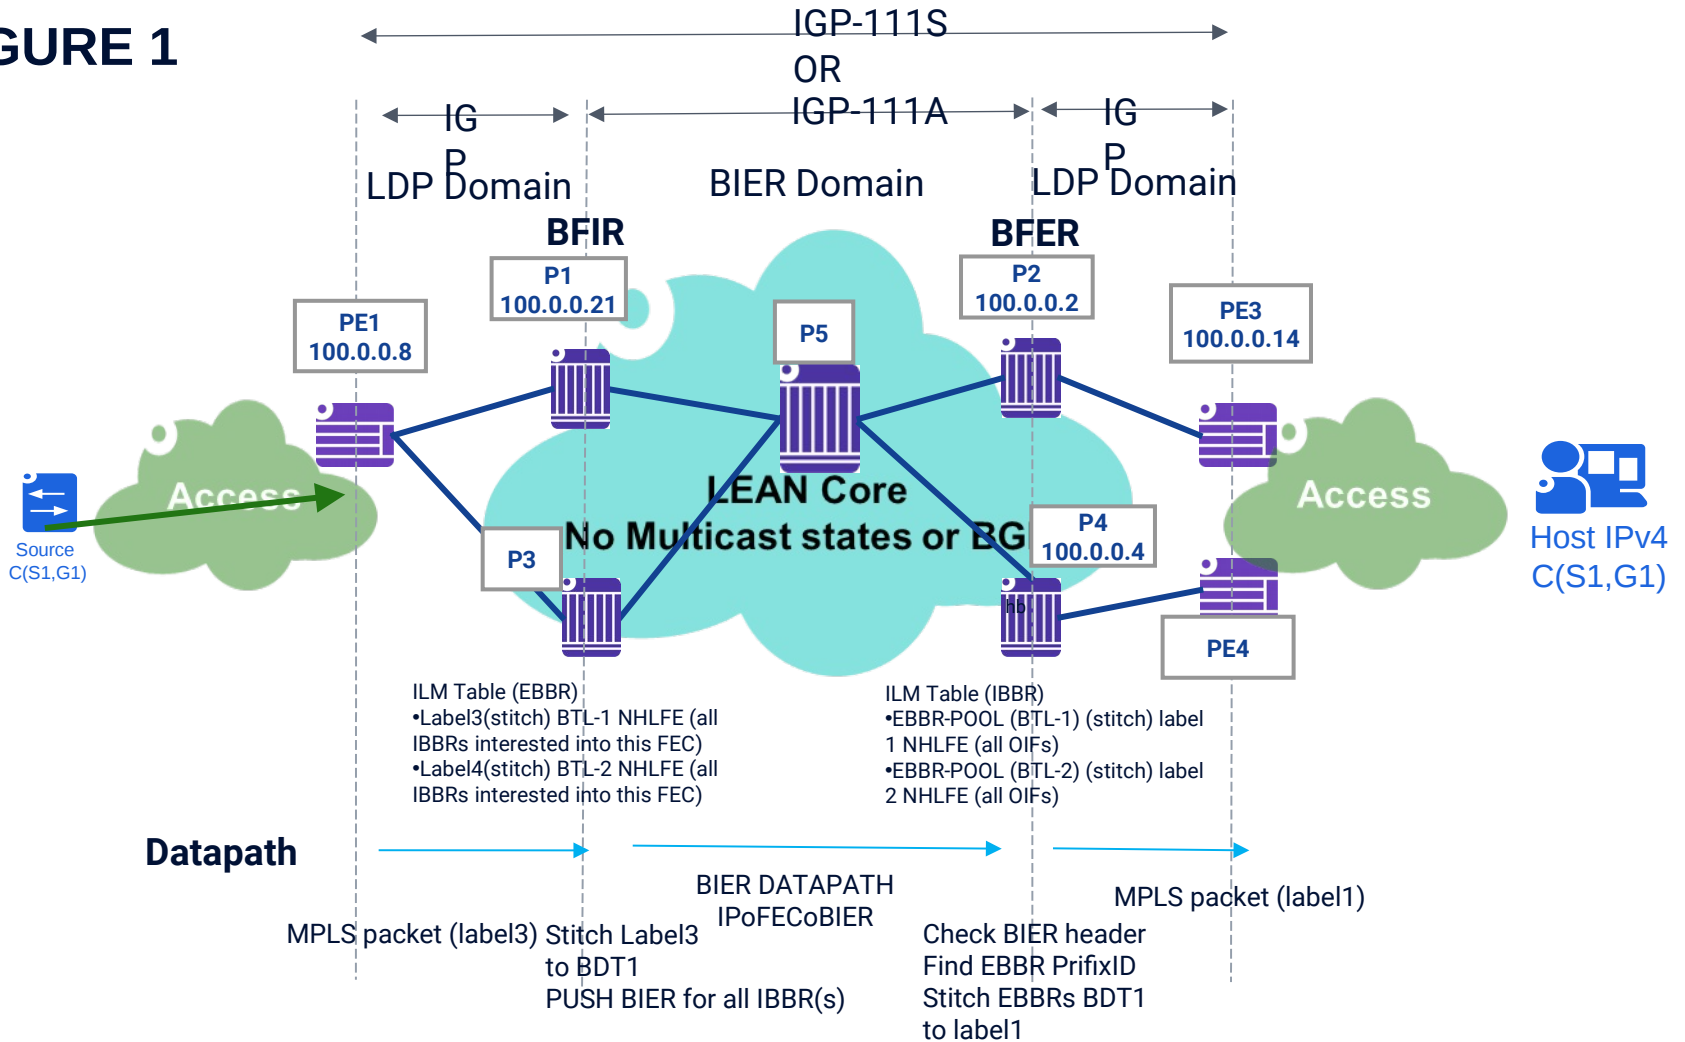 GURE 1
IGP-111S
OR
IGP-111A
IG
P
IG
P
LDP Domain
BIER Domain
LDP Domain
BFIR
BFER
P1
100.0.0.21
P2
100.0.0.2
PE1
100.0.0.8
P5
PE3
100.0.0.14
Access
Source
C(S1,G1)
LEAN Core
No Multicast states or BG
P3
P4
100.0.0.4
hb
Access
Host IPv4
C(S1,G1)
PE4
ILM Table (EBBR)
•Label3(stitch) BTL-1 NHLFE (all
IBBRs interested into this FEC)
•Label4(stitch) BTL-2 NHLFE (all
IBBRs interested into this FEC)
ILM Table (IBBR)
•EBBR-POOL (BTL-1) (stitch) label
1 NHLFE (all OIFs)
•EBBR-POOL (BTL-2) (stitch) label
2 NHLFE (all OIFs)
Datapath
BIER DATAPATH
IPoFECoBIER
MPLS packet (label1)
MPLS packet (label3)
Stitch Label3
to BDT1
PUSH BIER for all IBBR(s)
Check BIER header
Find EBBR PrifixID
Stitch EBBRs BDT1
to label1